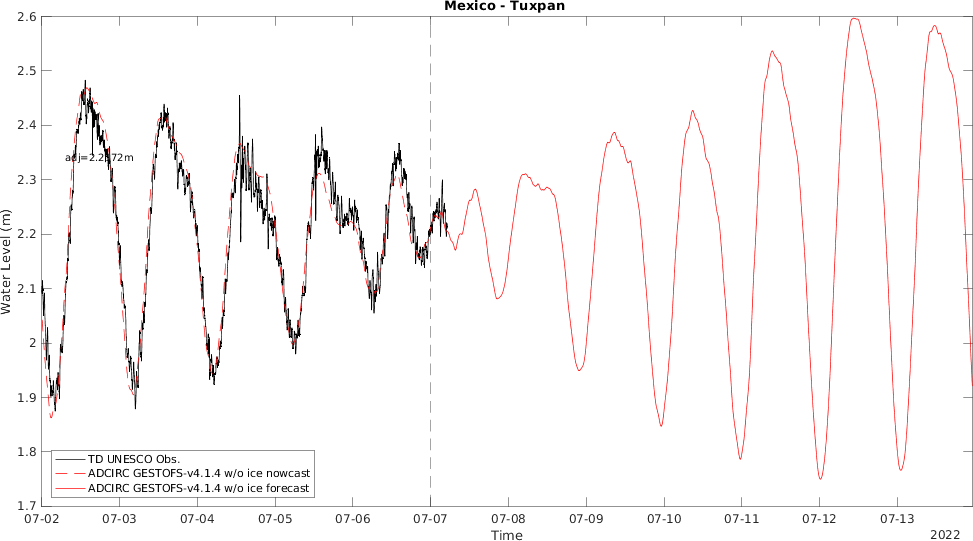 Mexico - Tuxpan
2.6
2.5
2.4
2.3
2.2
2.1
2
1.9
1.8
1.7
Water Level (m)
TD UNESCO Obs.
ADCIRC GESTOFS-v4.1.4 w/o ice nowcast
ADCIRC GESTOFS-v4.1.4 w/o ice forecast
07-02 07-03 07-04 07-05 07-06 07-07 07-08 07-09 07-10 07-11 07-12 07-13
Time
2022